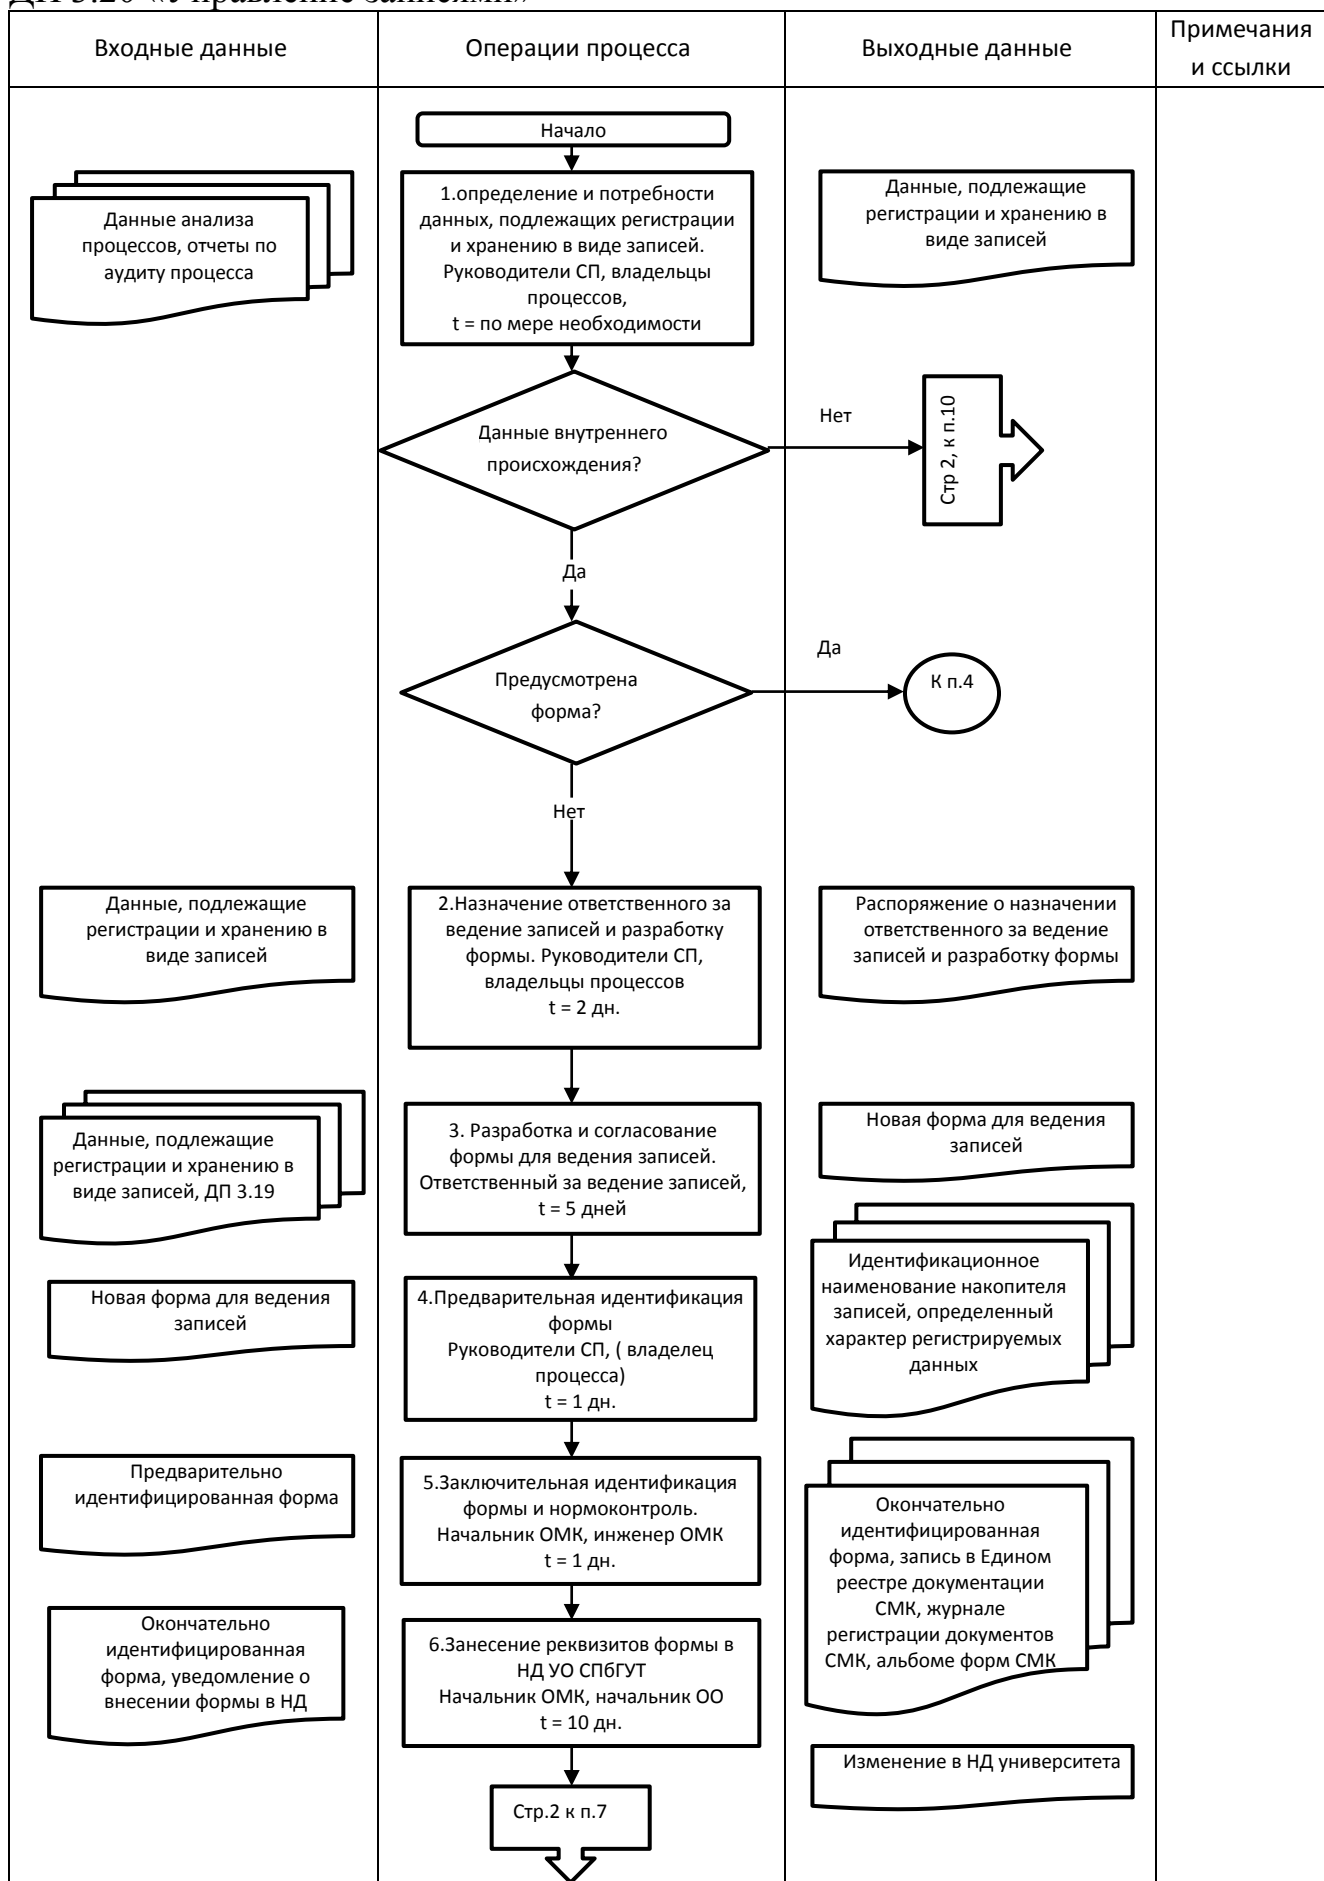 ДП 3.20 «Управление записями»
Входные данные
Операции процесса
Выходные данные
Примечания
и ссылки
Начало
Данные анализа
процессов, отчеты по
аудиту процесса
1.определение и потребности
данных, подлежащих регистрации
и хранению в виде записей.
Руководители СП, владельцы
процессов,
t = по мере необходимости
Данные, подлежащие
регистрации и хранению в
виде записей
Данные внутреннего
происхождения?
Нет
Стр 2, к п.10
Да
Предусмотрена
форма?
Да
К п.4
Нет
Данные, подлежащие
регистрации и хранению в
виде записей
2.Назначение ответственного за
ведение записей и разработку
формы. Руководители СП,
владельцы процессов
t = 2 дн.
Распоряжение о назначении
ответственного за ведение
записей и разработку формы
Данные, подлежащие
регистрации и хранению в
виде записей, ДП 3.19
3. Разработка и согласование
формы для ведения записей.
Ответственный за ведение записей,
t = 5 дней
Новая форма для ведения
записей
Новая форма для ведения
записей
4.Предварительная идентификация
формы
Руководители СП, ( владелец
процесса)
t = 1 дн.
Идентификационное
наименование накопителя
записей, определенный
характер регистрируемых
данных
Предварительно
идентифицированная форма
5.Заключительная идентификация
формы и нормоконтроль.
Начальник ОМК, инженер ОМК
t = 1 дн.
Окончательно
идентифицированная
форма, запись в Едином
реестре документации
СМК, журнале
регистрации документов
СМК, альбоме форм СМК
Окончательно
идентифицированная
форма, уведомление о
внесении формы в НД
6.Занесение реквизитов формы в
НД УО СПбГУТ
Начальник ОМК, начальник ОО
t = 10 дн.
Изменение в НД университета
Стр.2 к п.7